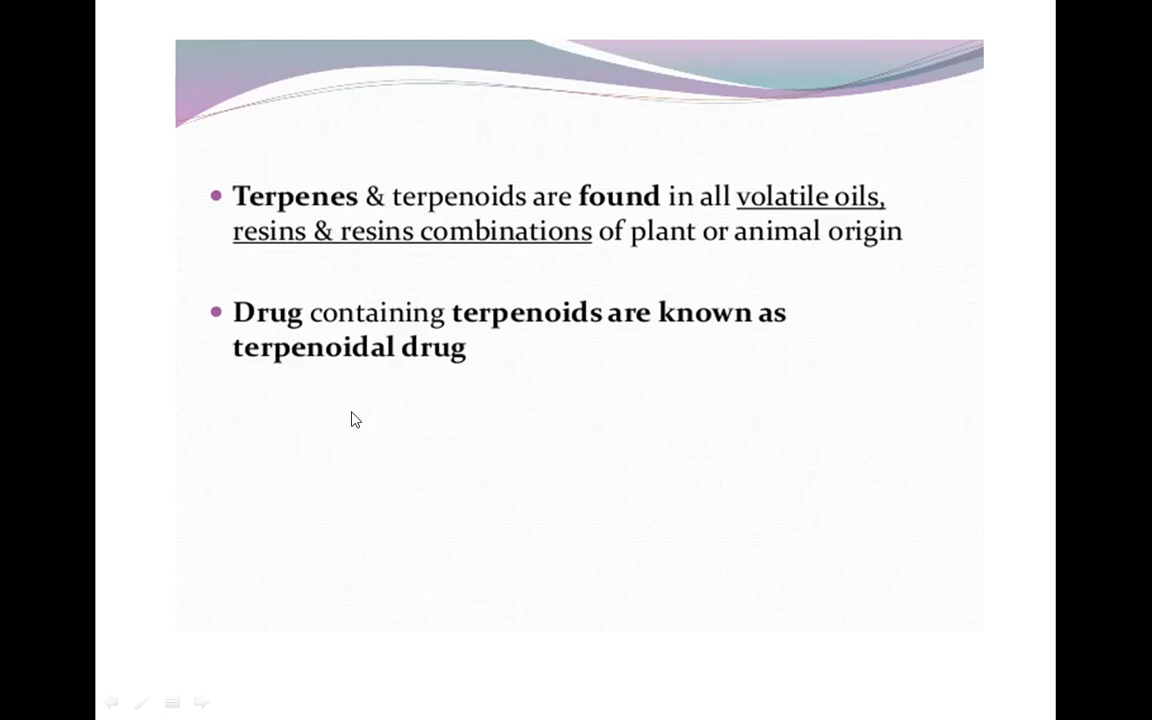 Terpenes & terpenoids are found in all volatile oils,
resins & resins combinations of plant or animal origin
Drug containing terpenoids are known as
terpenoidal drug